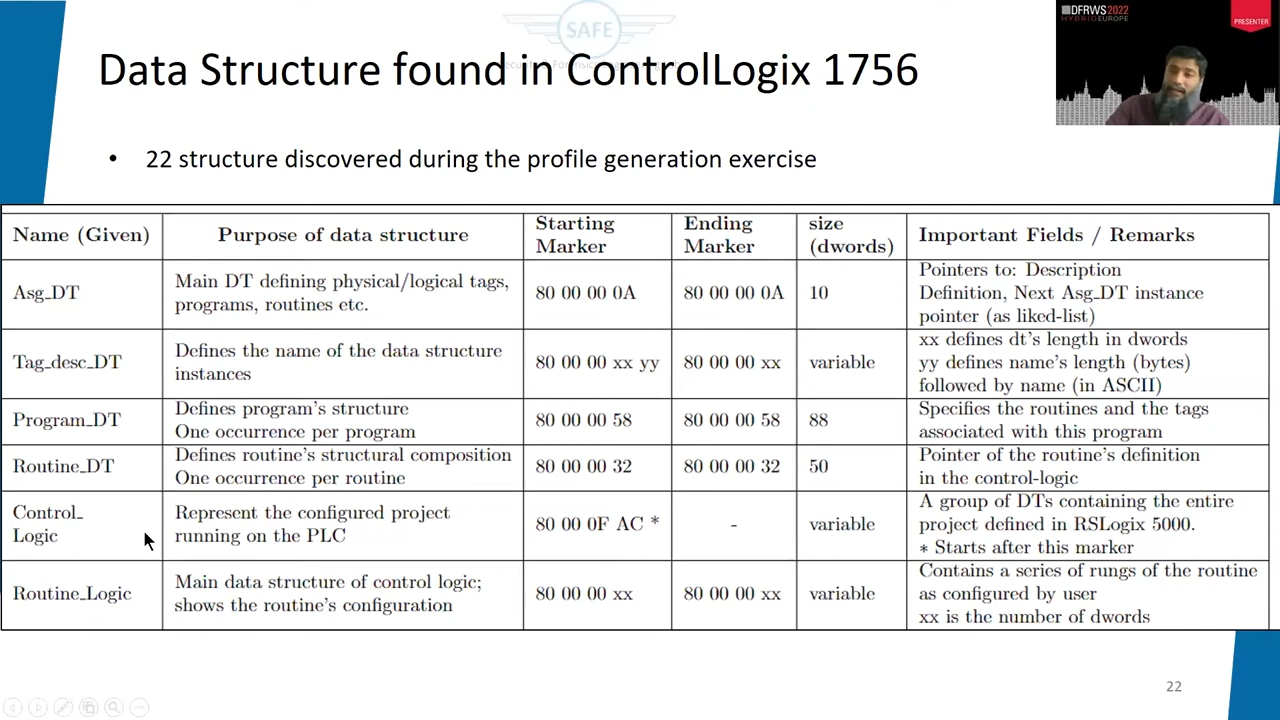 SAFE
DFRWS2022
HYBRID EUROPE
PRESENTER
Data Structure found in ControlLogix 1756
• 22 structure discovered during the profile generation exercise
Name (Given)
Purpose of data structure
Starting
Marker
Ending
Marker
size
(dwords)
Important Fields / Remarks
Asg_DT
Main DT defining physical/logical tags,
programs, routines etc.
80 00 00 0A
80 00 00 0A
10
Pointers to: Description
Definition, Next Asg_DT instance
pointer (as liked-list)
Tag_desc_DT
Defines the name of the data structure
instances
80 00 00 xx yy
80 00 00 xx
variable
xx defines dt's length in dwords
yy defines name's length (bytes)
followed by name (in ASCII)
Program_DT
Defines program's structure
One occurrence per program
80 00 00 58
80 00 00 58
88
Specifies the routines and the tags
associated with this program
Routine_DT
Defines routine's structural composition
One occurrence per routine
80 00 00 32
80 00 00 32
50
Pointer of the routine's definition
in the control-logic
Control_
Logic
Represent the configured project
running on the PLC
80 00 0F AC *
-
variable
A group of DTs containing the entire
project defined in RSLogix 5000.
* Starts after this marker
Routine_Logic
Main data structure of control logic;
shows the routine's configuration
80 00 00 xx
80 00 00 xx
variable
Contains a series of rungs of the routine
as configured by user
xx is the number of dwords
22